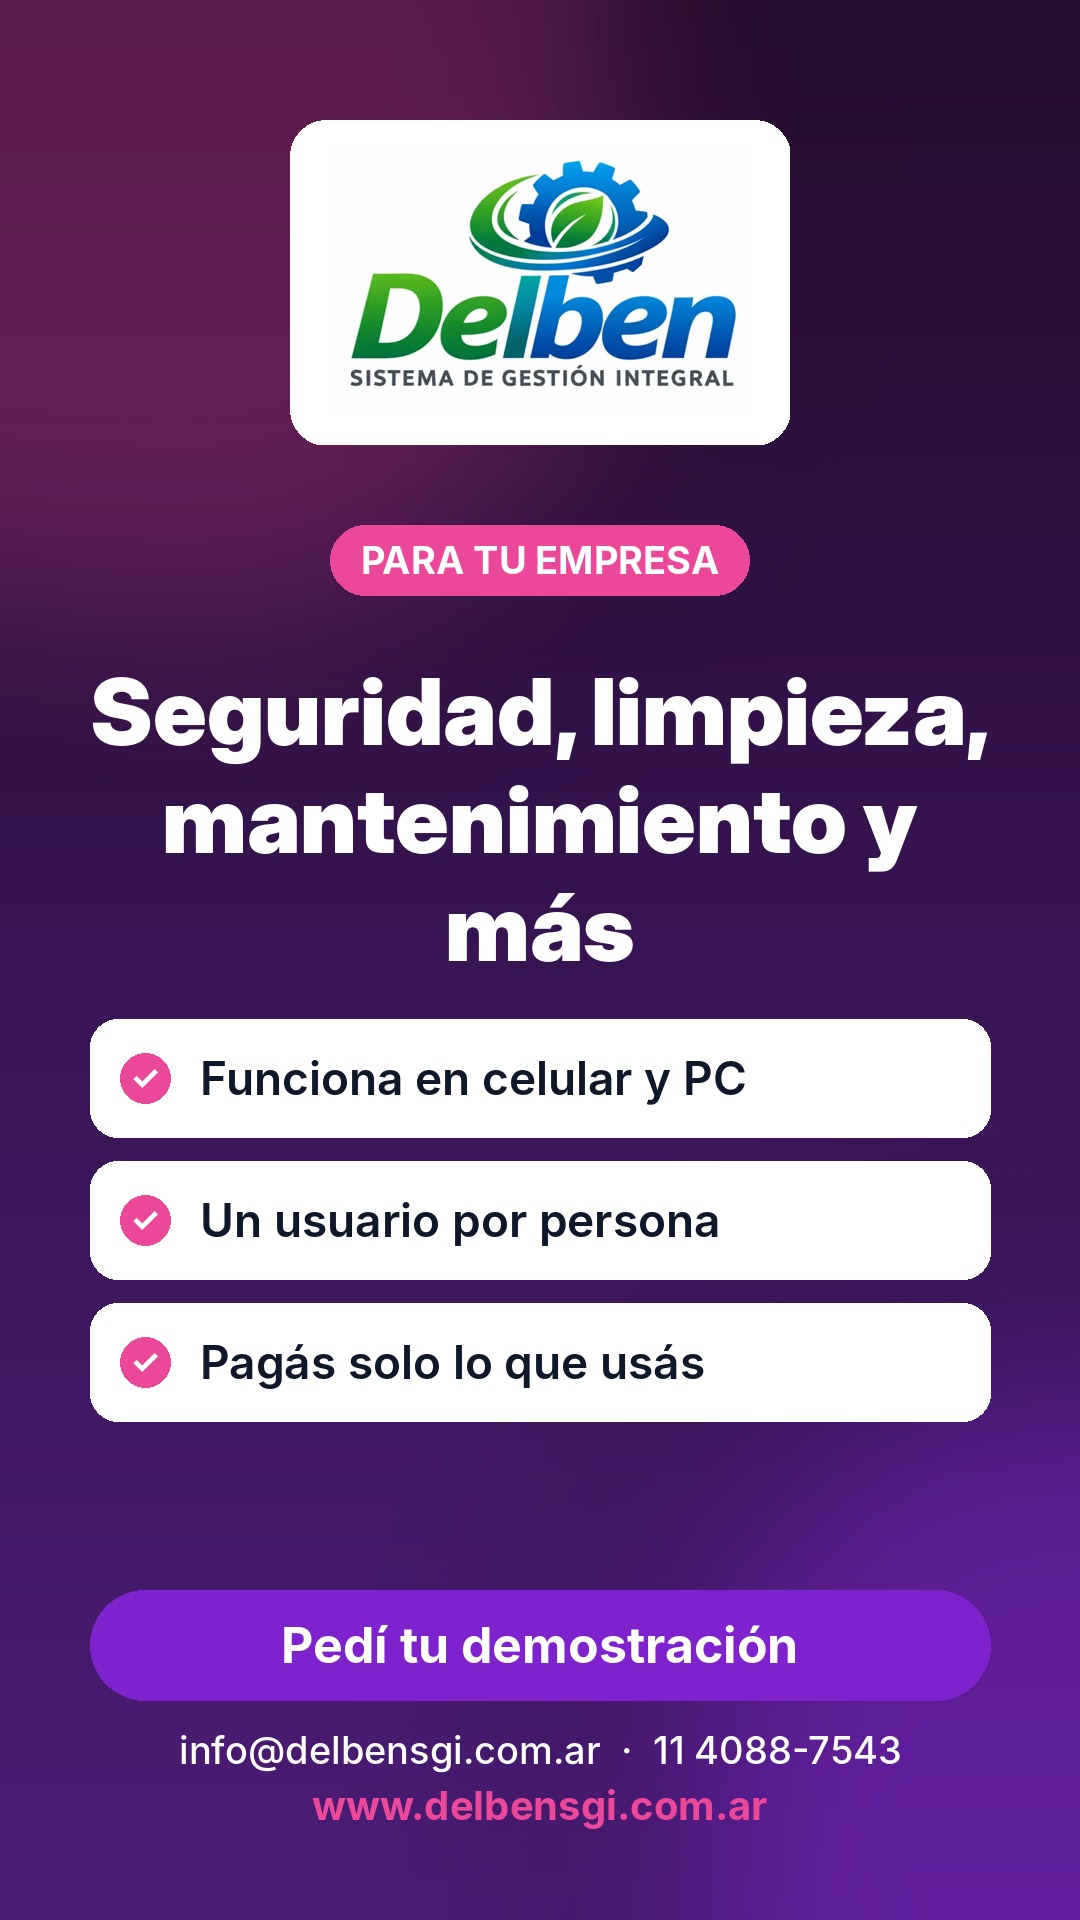 Delben
SISTEMA DE GESTIÓN INTEGRAL
PARA TU EMPRESA
Seguridad, limpieza,
mantenimiento y
más
Funciona en celular y PC
Un usuario por persona
Pagás solo lo que usás
Pedí tu demostración
info@delbensgi.com.ar · 11 4088-7543
www.delbensgi.com.ar